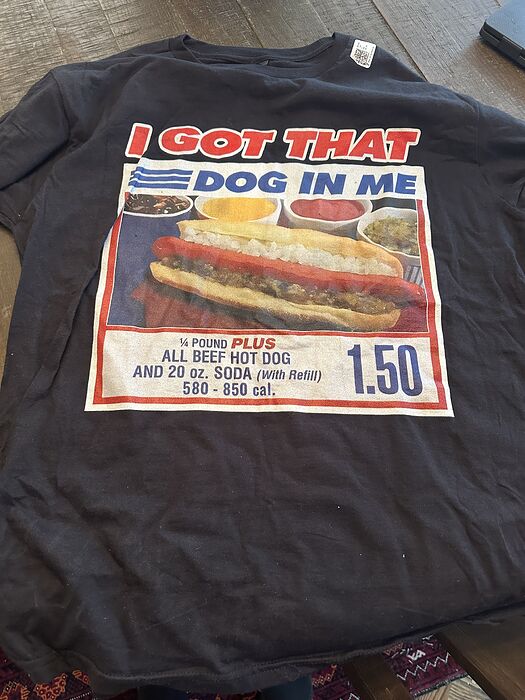 I GOT THAT
DOG IN ME
¼ POUND PLUS
ALL BEEF HOT DOG
AND 20 oz. SODA (With Refill)
580 - 850 cal.
1.50